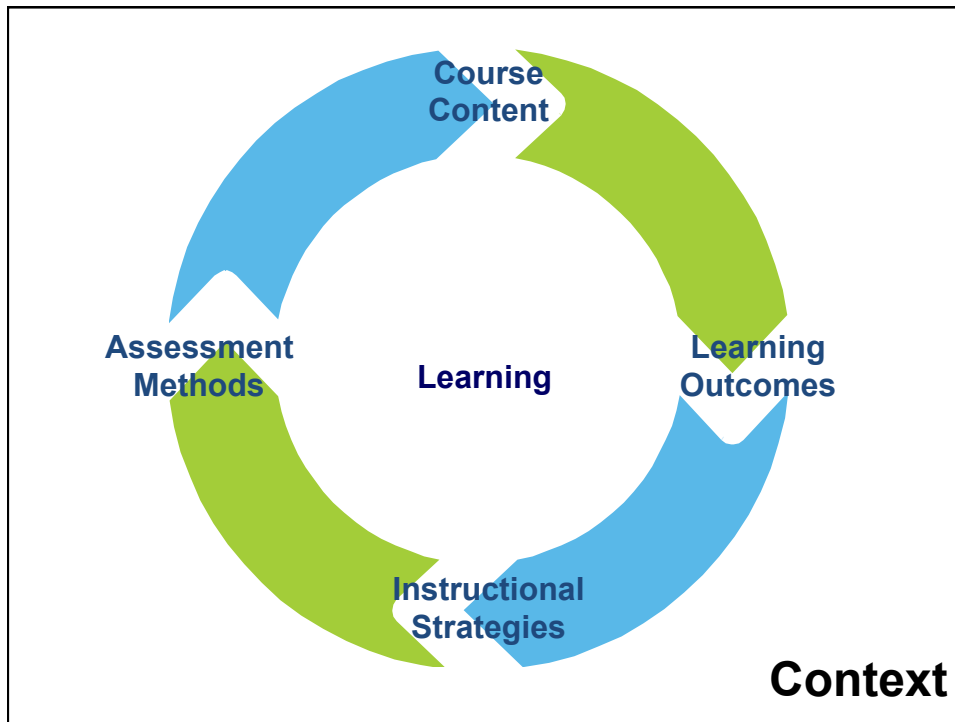 Course
Content
Assessment
Methods
Learning
Learning
Outcomes
Instructional
Strategies
Context